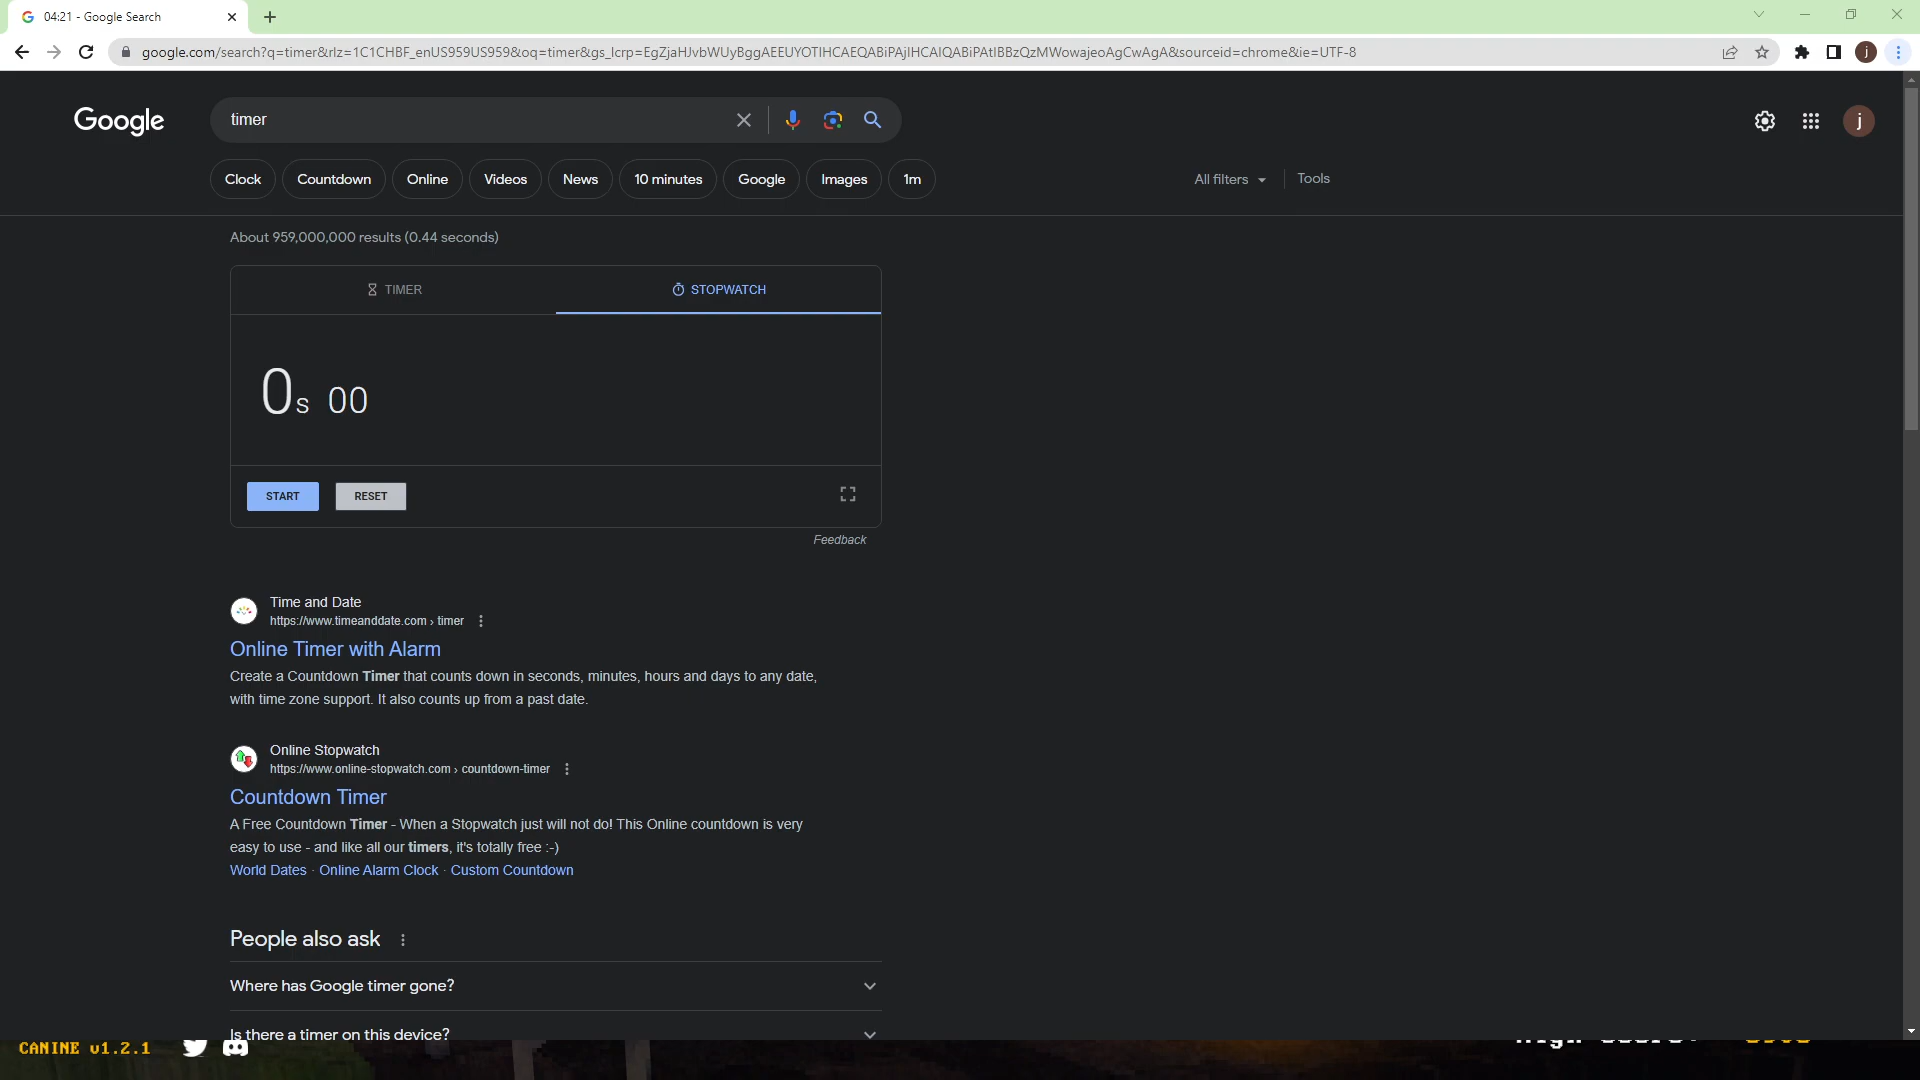 04:21 - Google Search
google.com/search?q=timer&rlz=1C1CHBF_enUS959US959&oq=timer&gs_lcrp=EgZjaHJvbWUyBggAEEUYOTIHCAEQABiPAjIHCAIQABiPAtIBBzQzMWowajeoAgCwAgA&sourceid=chrome&ie=UTF-8
j
Google
timer
j
Clock
Countdown
Online
Videos
News
10 minutes
Google
Images
1m
All filters
Tools
About 959,000,000 results (0.44 seconds)
TIMER
STOPWATCH
0s 00
START
RESET
Feedback
Time and Date
https://www.timeanddate.com › timer
Online Timer with Alarm
Create a Countdown Timer that counts down in seconds, minutes, hours and days to any date,
with time zone support. It also counts up from a past date.
Online Stopwatch
https://www.online-stopwatch.com › countdown-timer
Countdown Timer
A Free Countdown Timer - When a Stopwatch just will not do! This Online countdown is very
easy to use - and like all our timers, it's totally free :-)
World Dates · Online Alarm Clock · Custom Countdown
People also ask
Where has Google timer gone?
Is there a timer on this device?
CANINE v1.2.1